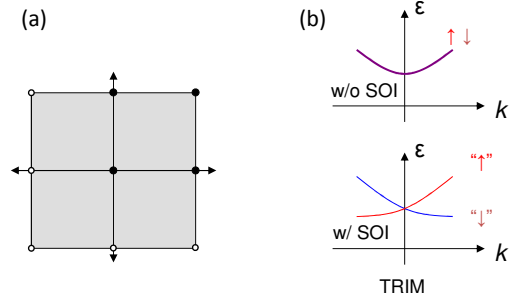 (a)
(b)
ε
↑ ↓
w/o SOI
k
ε
“↑”
“↓”
w/ SOI
k
TRIM